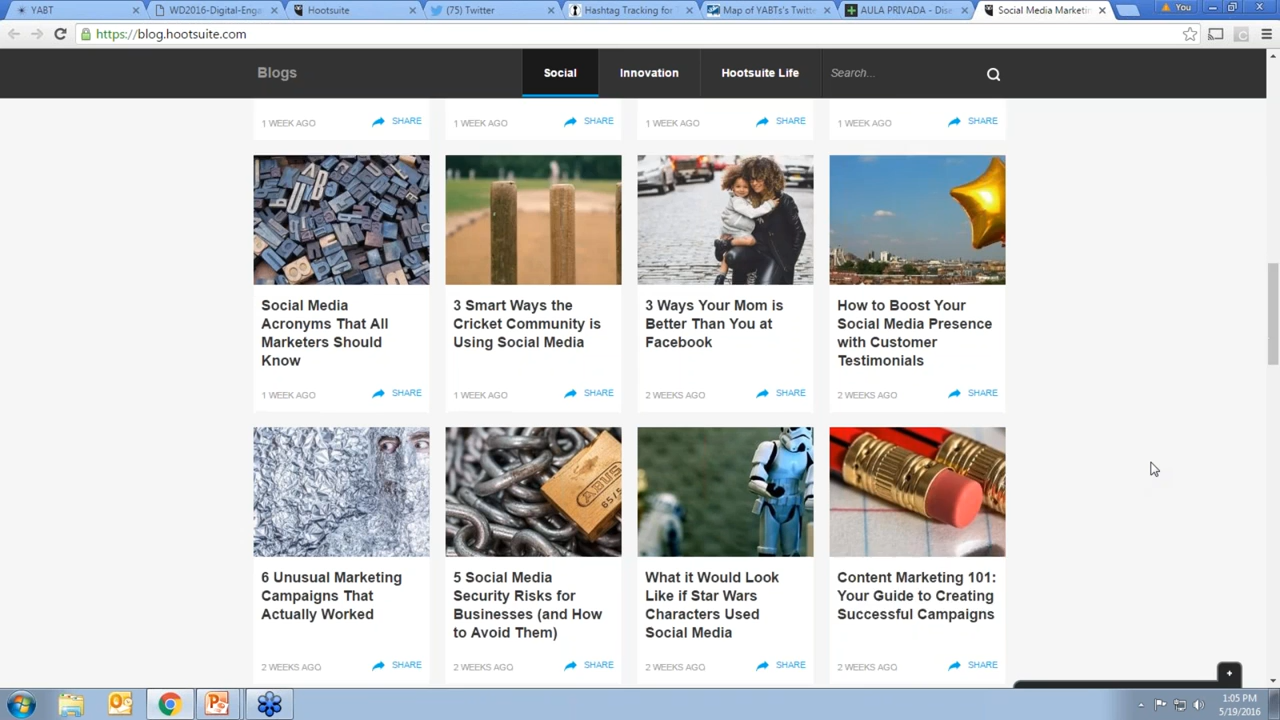 YABT
WD2016-Digital-Enga
Hootsuite
(75) Twitter
Hashtag Tracking for
Map of YABTs's Twitte
AULA PRIVADA - Dise
Social Media Marketin
You
https://blog.hootsuite.com
Blogs
Social
Innovation
Hootsuite Life
Search...
1 WEEK AGO SHARE
1 WEEK AGO SHARE
1 WEEK AGO SHARE
1 WEEK AGO SHARE
Social Media
Acronyms That All
Marketers Should
Know
1 WEEK AGO SHARE
3 Smart Ways the
Cricket Community is
Using Social Media
1 WEEK AGO SHARE
3 Ways Your Mom is
Better Than You at
Facebook
2 WEEKS AGO SHARE
How to Boost Your
Social Media Presence
with Customer
Testimonials
2 WEEKS AGO SHARE
6 Unusual Marketing
Campaigns That
Actually Worked
2 WEEKS AGO SHARE
ABUS
85/5
5 Social Media
Security Risks for
Businesses (and How
to Avoid Them)
2 WEEKS AGO SHARE
What it Would Look
Like if Star Wars
Characters Used
Social Media
2 WEEKS AGO SHARE
Content Marketing 101:
Your Guide to Creating
Successful Campaigns
2 WEEKS AGO SHARE
1:05 PM
5/19/2016